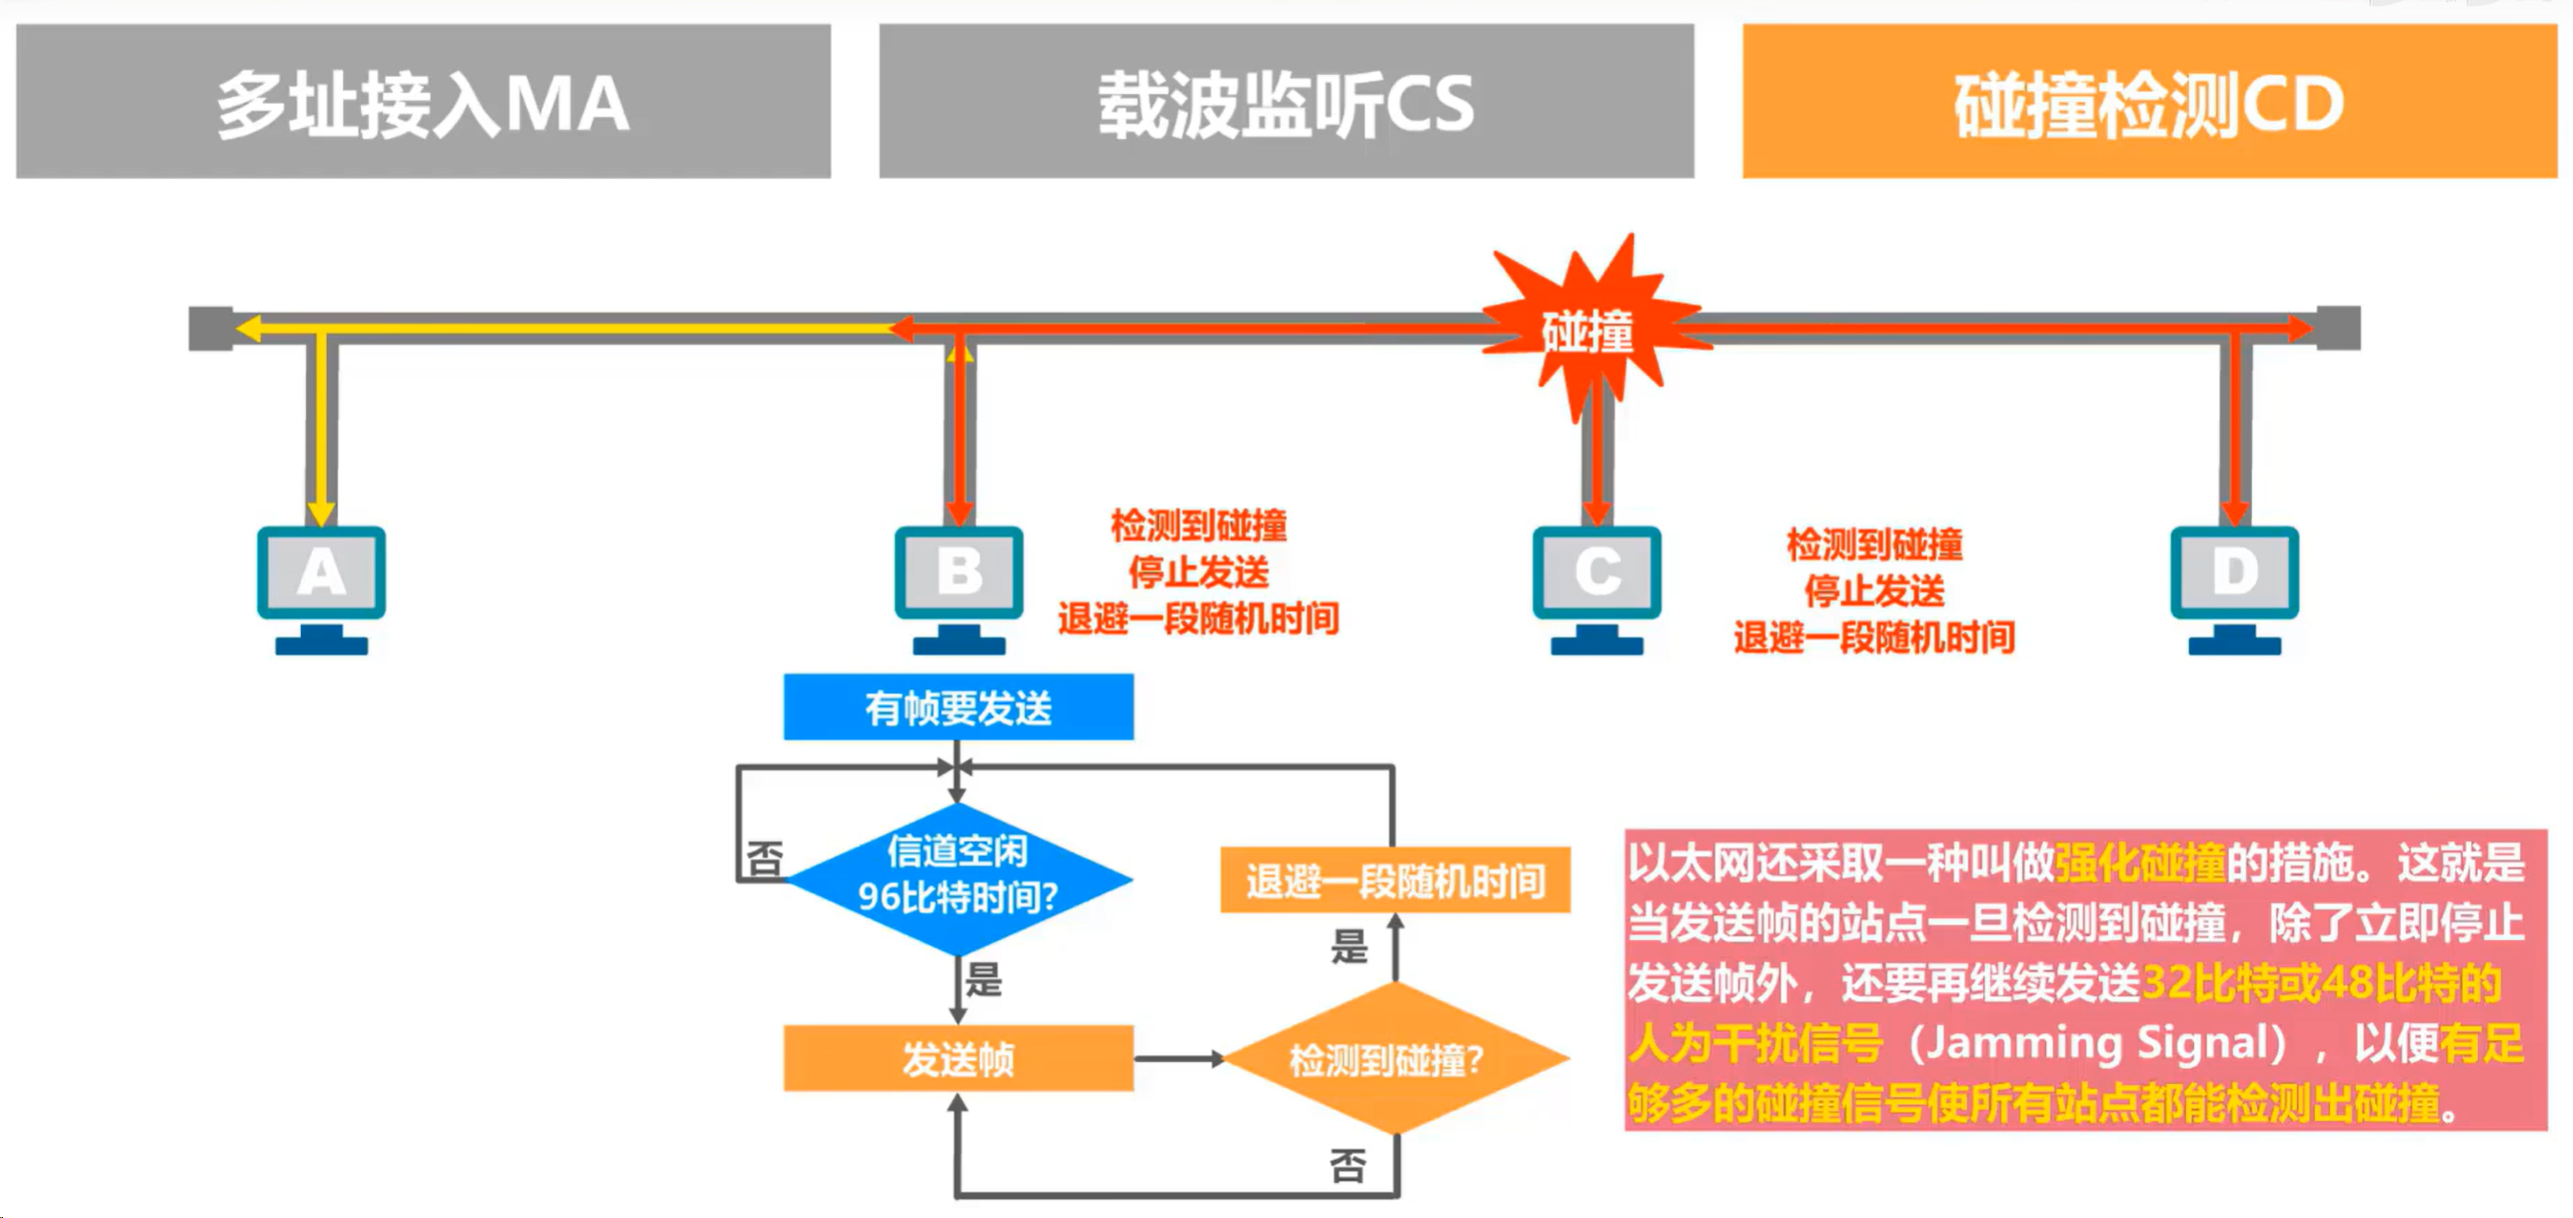 多址接入MA
载波监听CS
碰撞检测CD
碰撞
A
B
C
D
检测到碰撞
停止发送
退避一段随机时间
检测到碰撞
停止发送
退避一段随机时间
有帧要发送
信道空闲
96比特时间?
否
是
发送帧
检测到碰撞?
是
退避一段随机时间
否
以太网还采取一种叫做强化碰撞的措施。这就是
当发送帧的站点一旦检测到碰撞，除了立即停止
发送帧外，还要再继续发送32比特或48比特的
人为干扰信号（Jamming Signal），以便有足
够多的碰撞信号使所有站点都能检测出碰撞。